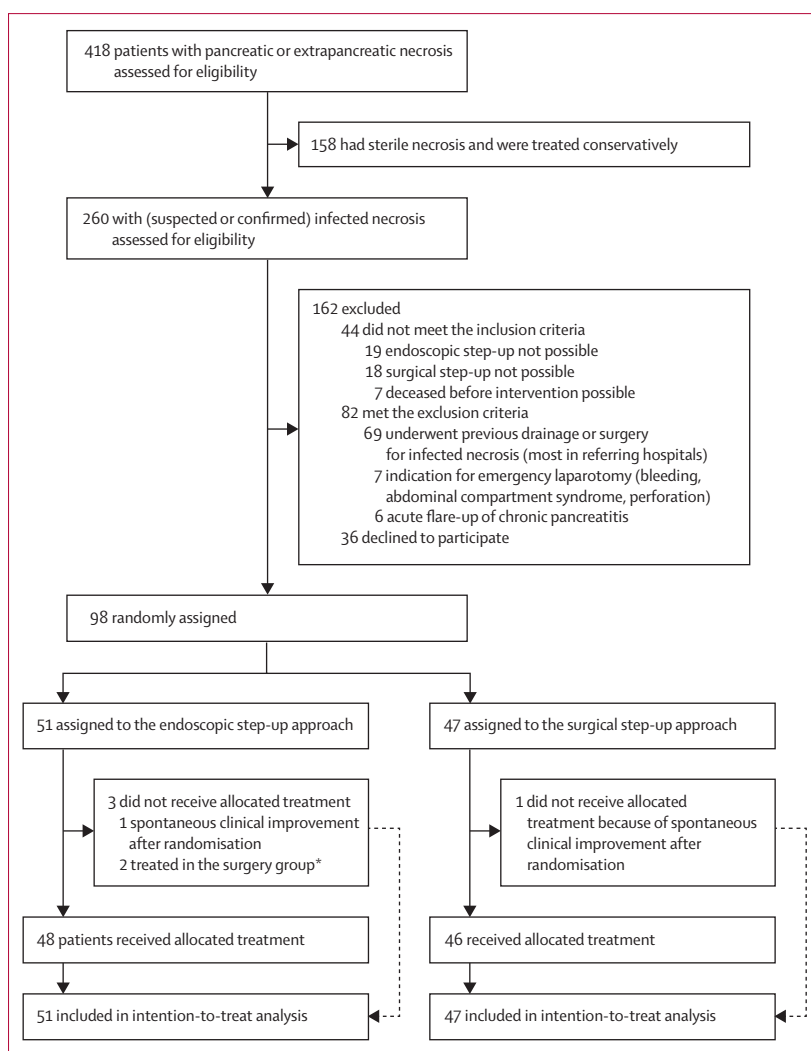 418 patients with pancreatic or extrapancreatic necrosis
assessed for eligibility
158 had sterile necrosis and were treated conservatively
260 with (suspected or confirmed) infected necrosis
assessed for eligibility
162 excluded
44 did not meet the inclusion criteria
19 endoscopic step-up not possible
18 surgical step-up not possible
7 deceased before intervention possible
82 met the exclusion criteria
69 underwent previous drainage or surgery
for infected necrosis (most in referring hospitals)
7 indication for emergency laparotomy (bleeding,
abdominal compartment syndrome, perforation)
6 acute flare-up of chronic pancreatitis
36 declined to participate
98 randomly assigned
51 assigned to the endoscopic step-up approach
47 assigned to the surgical step-up approach
3 did not receive allocated treatment
1 spontaneous clinical improvement
after randomisation
2 treated in the surgery group*
1 did not receive allocated
treatment because of spontaneous
clinical improvement after
randomisation
48 patients received allocated treatment
46 received allocated treatment
51 included in intention-to-treat analysis
47 included in intention-to-treat analysis